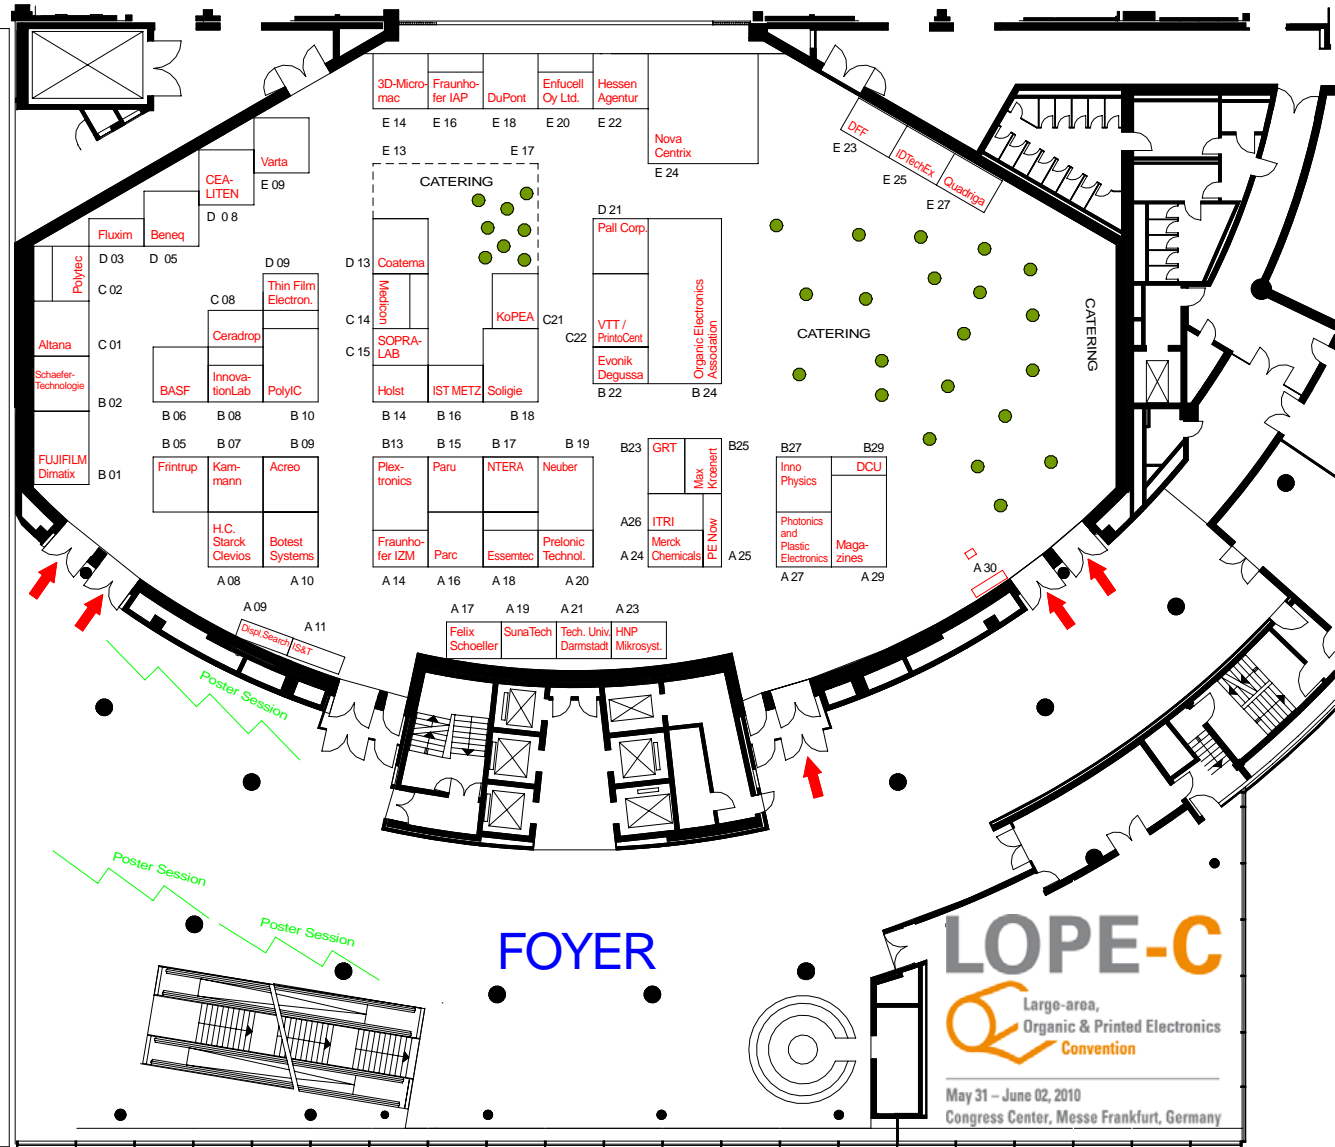 3D-Micro-
mac
Fraunho-
fer IAP
DuPont
Enfucell
Oy Ltd.
Hessen
Agentur
E 14
E 16
E 18
E 20
E 22
Nova
Centrix
E 24
DFF
E 23
IDTechEx
E 25
Quadriga
E 27
Varta
E 09
E 13
E 17
CATERING
CEA-
LITEN
D 08
Fluxim
Beneq
D 03
D 05
Polytec
C 02
D 09
Thin Film
Electron.
D 13
Coatema
D 21
Pall Corp.
Medicon
C 14
KoPEA
C21
C 08
Ceradrop
Altana
C 01
SOPRA-
LAB
C 15
C22
VTT /
PrintoCent
Organic Electronics
Association
CATERING
CATERING
Schaefer-
Technologie
B 02
BASF
Innova-
tionLab
PolyIC
Holst
IST METZ
Soligie
Evonik
Degussa
B 06
B 08
B 10
B 14
B 16
B 18
B 22
B 24
B 05
B 07
B 09
B13
B 15
B 17
B 19
B23
B25
B27
B29
FUJIFILM
Dimatix
B 01
Frintrup
Kam-
mann
Acreo
Plex-
tronics
Paru
NTERA
Neuber
GRT
Max
Kroenert
Inno
Physics
DCU
H.C.
Starck
Clevios
Botest
Systems
Fraunho-
fer IZM
Parc
Essemtec
Prelonic
Technol.
A26
ITRI
A 24
Merck
Chemicals
PE Now
A 25
Photonics
and
Plastic
Electronics
Maga-
zines
A 08
A 10
A 14
A 16
A 18
A 20
A 27
A 29
A 30
A 09
A 11
Displ.Search
IS&T
A 17
A 19
A 21
A 23
Felix
Schoeller
SunaTech
Tech. Univ.
Darmstadt
HNP
Mikrosyst.
Poster Session
Poster Session
Poster Session
FOYER
LOPE-C
Large-area,
Organic & Printed Electronics
Convention
May 31 – June 02, 2010
Congress Center, Messe Frankfurt, Germany